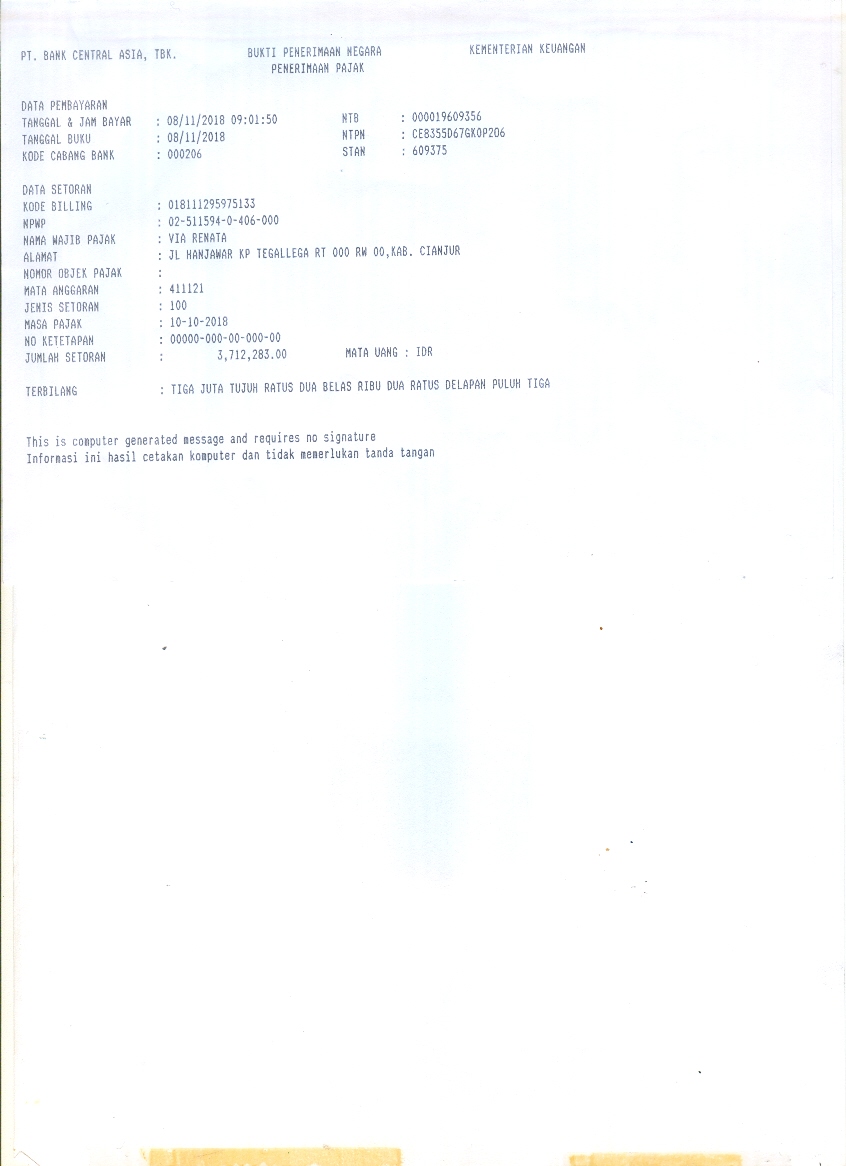 PT. BANK CENTRAL ASIA, TBK. BUKTI PENERIMAAN NEGARA KEMENTERIAN KEUANGAN
PENERIMAAN PAJAK
DATA PEMBAYARAN
TANGGAL & JAM BAYAR : 08/11/2018 09:01:50 NTB : 000019609356
TANGGAL BUKU : 08/11/2018 NTPN : CE8355D67GKOP2O6
KODE CABANG BANK : 000206 STAN : 609375
DATA SETORAN
KODE BILLING : 018111295975133
NPWP : 02-511594-0-406-000
NAMA WAJIB PAJAK : VIA RENATA
ALAMAT : JL HANJAWAR KP TEGALLEGA RT 000 RW 00,KAB. CIANJUR
NOMOR OBJEK PAJAK :
MATA ANGGARAN : 411121
JENIS SETORAN : 100
MASA PAJAK : 10-10-2018
NO KETETAPAN : 00000-000-00-000-00
JUMLAH SETORAN : 3,712,283.00 MATA UANG : IDR
TERBILANG : TIGA JUTA TUJUH RATUS DUA BELAS RIBU DUA RATUS DELAPAN PULUH TIGA
This is computer generated message and requires no signature
Informasi ini hasil cetakan komputer dan tidak memerlukan tanda tangan